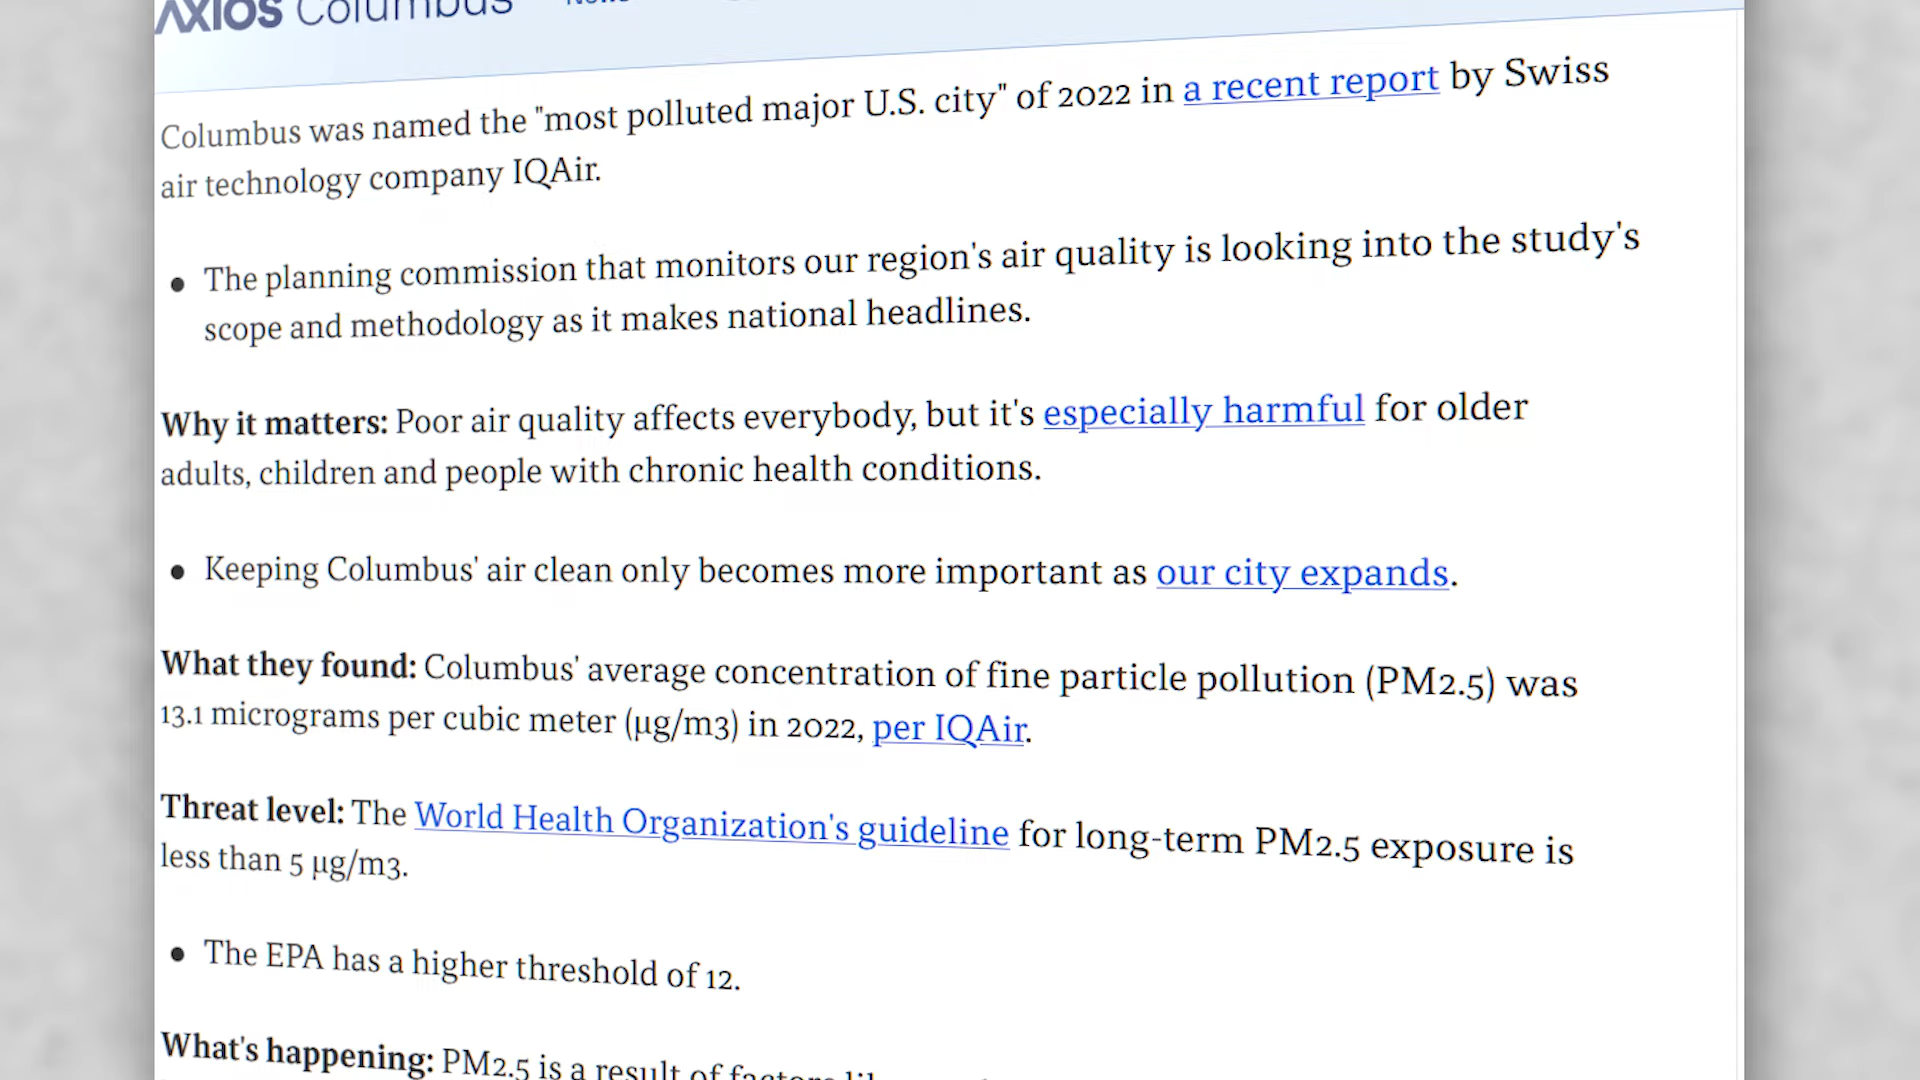 AXIOS Columbus
Columbus was named the "most polluted major U.S. city" of 2022 in a recent report by Swiss
air technology company IQAir.
The planning commission that monitors our region's air quality is looking into the study's
scope and methodology as it makes national headlines.
Why it matters: Poor air quality affects everybody, but it's especially harmful for older
adults, children and people with chronic health conditions.
Keeping Columbus' air clean only becomes more important as our city expands.
What they found: Columbus' average concentration of fine particle pollution (PM2.5) was
13.1 micrograms per cubic meter (μg/m3) in 2022, per IQAir.
Threat level: The World Health Organization's guideline for long-term PM2.5 exposure is
less than 5 μg/m3.
The EPA has a higher threshold of 12.
What's happening: PM2.5 is a result of factors